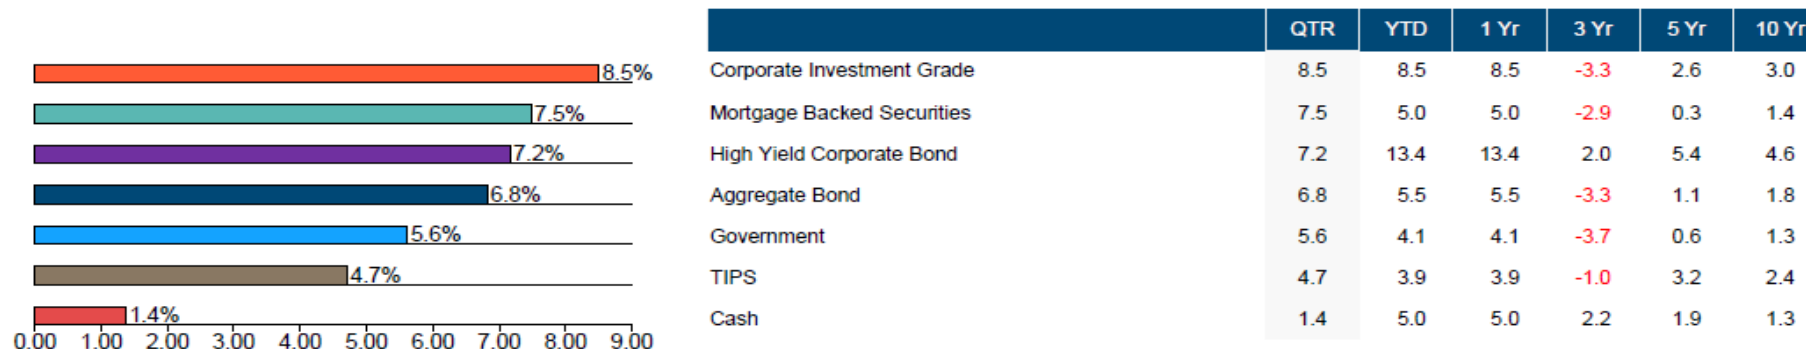 QTR YTD 1 Yr 3 Yr 5 Yr 10 Yr
8.5% Corporate Investment Grade 8.5 8.5 8.5 -3.3 2.6 3.0
7.5% Mortgage Backed Securities 7.5 5.0 5.0 -2.9 0.3 1.4
7.2% High Yield Corporate Bond 7.2 13.4 13.4 2.0 5.4 4.6
6.8% Aggregate Bond 6.8 5.5 5.5 -3.3 1.1 1.8
5.6% Government 5.6 4.1 4.1 -3.7 0.6 1.3
4.7% TIPS 4.7 3.9 3.9 -1.0 3.2 2.4
1.4% Cash 1.4 5.0 5.0 2.2 1.9 1.3
0.00 1.00 2.00 3.00 4.00 5.00 6.00 7.00 8.00 9.00